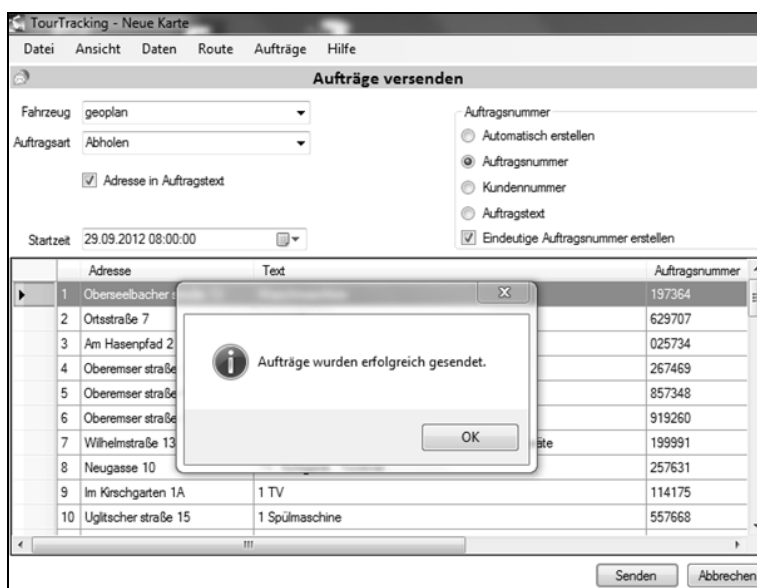 TourTracking - Neue Karte
Datei Ansicht Daten Route Aufträge Hilfe
Aufträge versenden
Fahrzeug geoplan
Auftragsart Abholen
Adresse in Auftragstext
Startzeit 29.09.2012 08:00:00
Auftragsnummer
Automatisch erstellen
Auftragsnummer
Kundennummer
Auftragstext
Eindeutige Auftragsnummer erstellen
Adresse Text Auftragsnummer
1 Oberseelbacher 197364
2 Ortsstraße 7 629707
3 Am Hasenpfad 2 025734
4 Oberemser straße 267469
5 Oberemser straße 857348
6 Oberemser straße 919260
7 Wilhelmstraße 13 äte 199991
8 Neugasse 10 257631
9 Im Kirschgarten 1A 1 TV 114175
10 Uglitscher straße 15 1 Spülmaschine 557668
Aufträge wurden erfolgreich gesendet.
OK
Senden Abbrechen